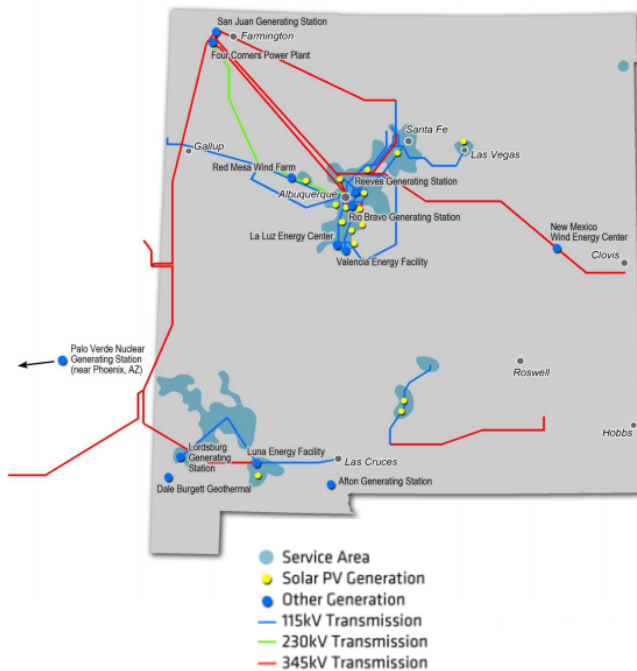 San Juan Generating Station
Farmington
Four Corners Power Plant
Santa Fe
Gallup
Las Vegas
Red Mesa Wind Farm
Reeves Generating Station
Albuquerque
Rio Bravo Generating Station
La Luz Energy Center
New Mexico
Wind Energy Center
Valencia Energy Facility
Clovis
Palo Verde Nuclear
Generating Station
(near Phoenix, AZ)
Roswell
Hobbs
Lordsburg
Generating
Station
Luna Energy Facility
Las Cruces
Dale Burgett Geothermal
Afton Generating Station
Service Area
Solar PV Generation
Other Generation
115kV Transmission
230kV Transmission
345kV Transmission